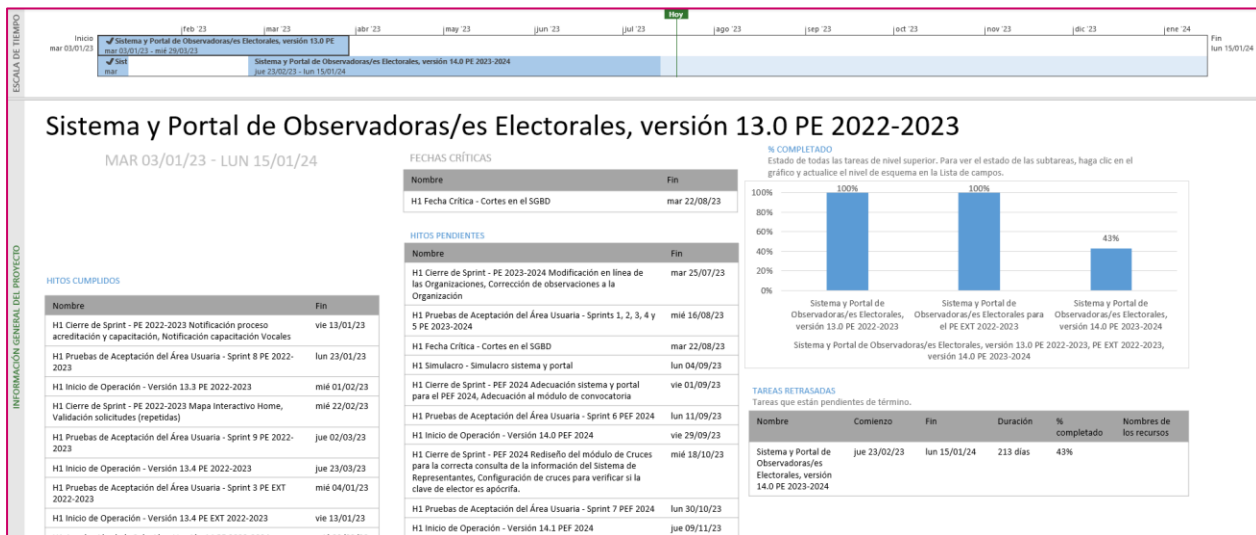 ESCALA DE TIEMPO
Hoy
feb '23 mar '23 abr '23 may '23 jun '23 jul '23 ago '23 sep '23 oct '23 nov '23 dic '23 ene '24
Inicio
mar 03/01/23
Sistema y Portal de Observadoras/es Electorales, versión 13.0 PE
mar 03/01/23 - mié 29/03/23
Sist
mar
Sistema y Portal de Observadoras/es Electorales, versión 14.0 PE 2023-2024
jue 23/02/23 - lun 15/01/24
Fin
lun 15/01/24
INFORMACIÓN GENERAL DEL PROYECTO
Sistema y Portal de Observadoras/es Electorales, versión 13.0 PE 2022-2023
MAR 03/01/23 - LUN 15/01/24
HITOS CUMPLIDOS
Nombre Fin
H1 Cierre de Sprint - PE 2022-2023 Notificación proceso vie 13/01/23
acreditación y capacitación, Notificación capacitación Vocales
H1 Pruebas de Aceptación del Área Usuaria - Sprint 8 PE 2022- lun 23/01/23
2023
H1 Inicio de Operación - Versión 13.3 PE 2022-2023 mié 01/02/23
H1 Cierre de Sprint - PE 2022-2023 Mapa Interactivo Home, mié 22/02/23
Validación solicitudes (repetidas)
H1 Pruebas de Aceptación del Área Usuaria - Sprint 9 PE 2022- jue 02/03/23
2023
H1 Inicio de Operación - Versión 13.4 PE 2022-2023 jue 23/03/23
H1 Pruebas de Aceptación del Área Usuaria - Sprint 3 PE EXT mié 04/01/23
2022-2023
H1 Inicio de Operación - Versión 13.4 PE EXT 2022-2023 vie 13/01/23
FECHAS CRÍTICAS
Nombre Fin
H1 Fecha Crítica - Cortes en el SGBD mar 22/08/23
HITOS PENDIENTES
Nombre Fin
H1 Cierre de Sprint - PE 2023-2024 Modificación en línea de mar 25/07/23
las Organizaciones, Corrección de observaciones a la
Organización
H1 Pruebas de Aceptación del Área Usuaria - Sprints 1, 2, 3, 4 y mié 16/08/23
5 PE 2023-2024
H1 Fecha Crítica - Cortes en el SGBD mar 22/08/23
H1 Simulacro - Simulacro sistema y portal lun 04/09/23
H1 Cierre de Sprint - PEF 2024 Adecuación sistema y portal vie 01/09/23
para el PEF 2024, Adecuación al módulo de convocatoria
H1 Pruebas de Aceptación del Área Usuaria - Sprint 6 PEF 2024 lun 11/09/23
H1 Inicio de Operación - Versión 14.0 PEF 2024 vie 29/09/23
H1 Cierre de Sprint - PEF 2024 Rediseño del módulo de Cruces mié 18/10/23
para la correcta consulta de la información del Sistema de
Representantes, Configuración de cruces para verificar si la
clave de elector es apócrifa.
H1 Pruebas de Aceptación del Área Usuaria - Sprint 7 PEF 2024 lun 30/10/23
H1 Inicio de Operación - Versión 14.1 PEF 2024 jue 09/11/23
% COMPLETADO
Estado de todas las tareas de nivel superior. Para ver el estado de las subtareas, haga clic en el
gráfico y actualice el nivel de esquema en la Lista de campos.
100% 100% 100%
80%
60%
43%
40%
20%
0%
Sistema y Portal de Sistema y Portal de Sistema y Portal de
Observadoras/es Electorales, Observadoras/es Electorales para Observadoras/es Electorales,
versión 13.0 PE 2022-2023 el PE EXT 2022-2023 versión 14.0 PE 2023-2024
Sistema y Portal de Observadoras/es Electorales, versión 13.0 PE 2022-2023, PE EXT 2022-2023,
versión 14.0 PE 2023-2024
TAREAS RETRASADAS
Tareas que están pendientes de término.
Nombre Comienzo Fin Duración % Nombres de
completado los recursos
Sistema y Portal de jue 23/02/23 lun 15/01/24 213 días 43%
Observadoras/es
Electorales, versión
14.0 PE 2023-2024